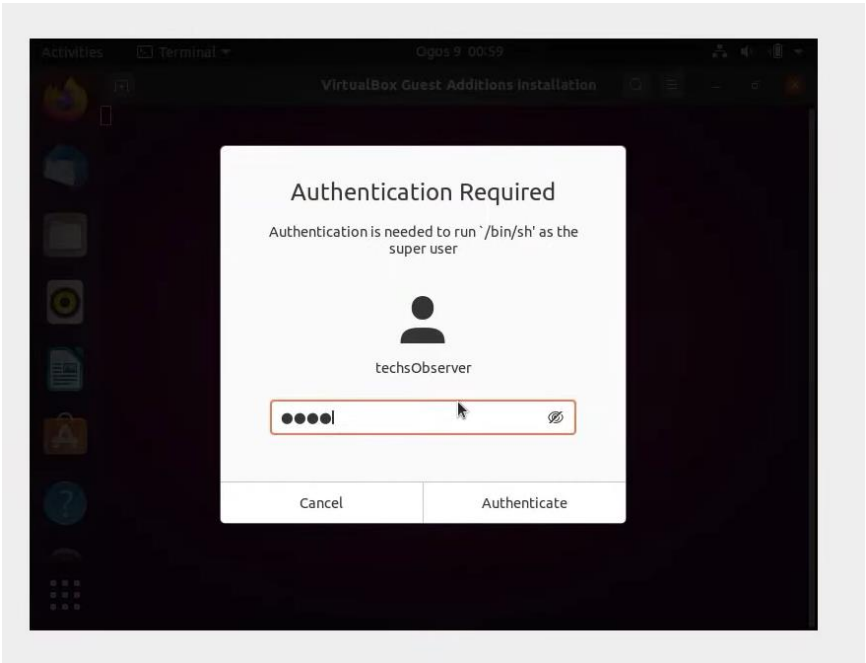 Activities Terminal Ogos 9 00:59
VirtualBox Guest Additions installation
Authentication Required
Authentication is needed to run `/bin/sh' as the
super user
techsObserver
Cancel Authenticate